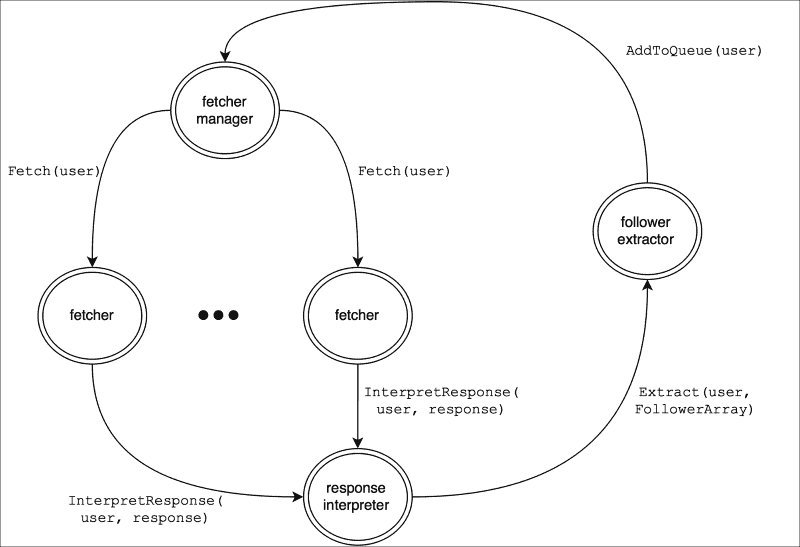 AddToQueue(user)
fetcher
manager
Fetch(user)
Fetch(user)
follower
extractor
fetcher
fetcher
InterpretResponse(
user, response)
Extract(user,
FollowerArray)
response
interpreter
InterpretResponse(
user, response)